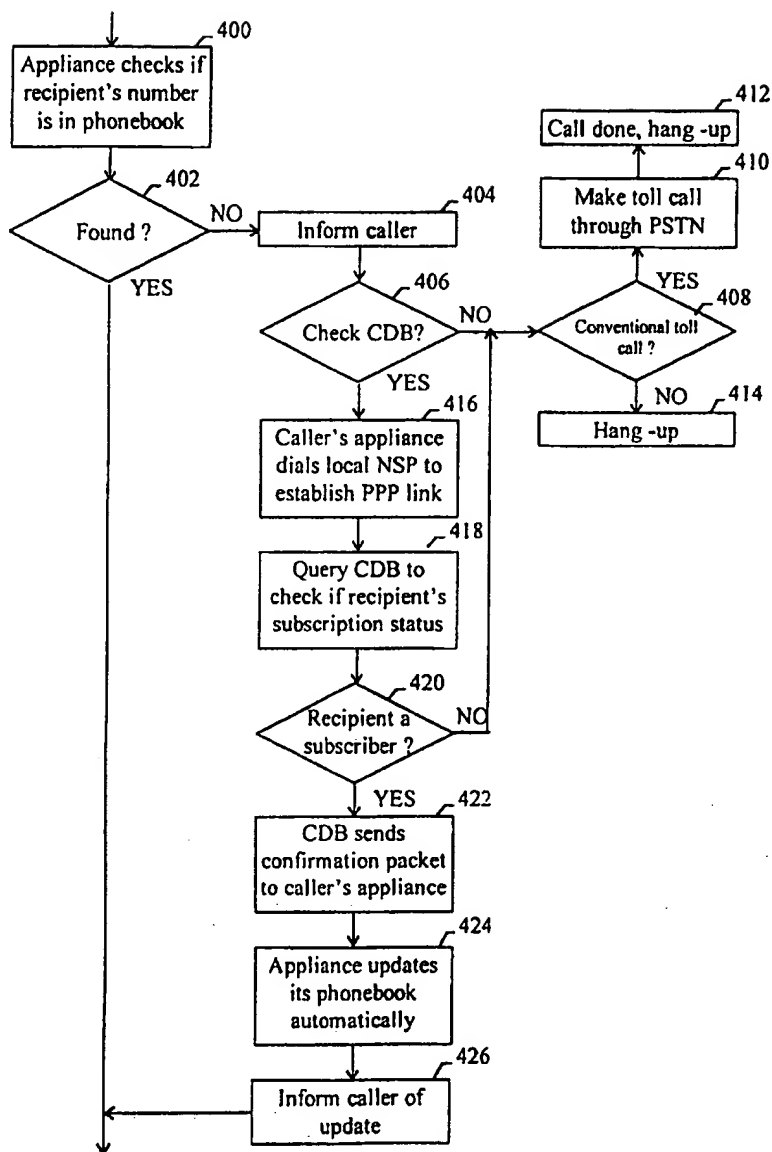 400
Appliance checks if
recipient's number
is in phonebook
402
Found ?
NO
YES
404
Inform caller
406
Check CDB?
NO
YES
412
Call done, hang -up
410
Make toll call
through PSTN
YES
408
Conventional toll
call ?
NO
414
Hang -up
416
Caller's appliance
dials local NSP to
establish PPP link
418
Query CDB to
check if recipient's
subscription status
420
Recipient a
subscriber ?
NO
YES
422
CDB sends
confirmation packet
to caller's appliance
424
Appliance updates
its phonebook
automatically
426
Inform caller of
update